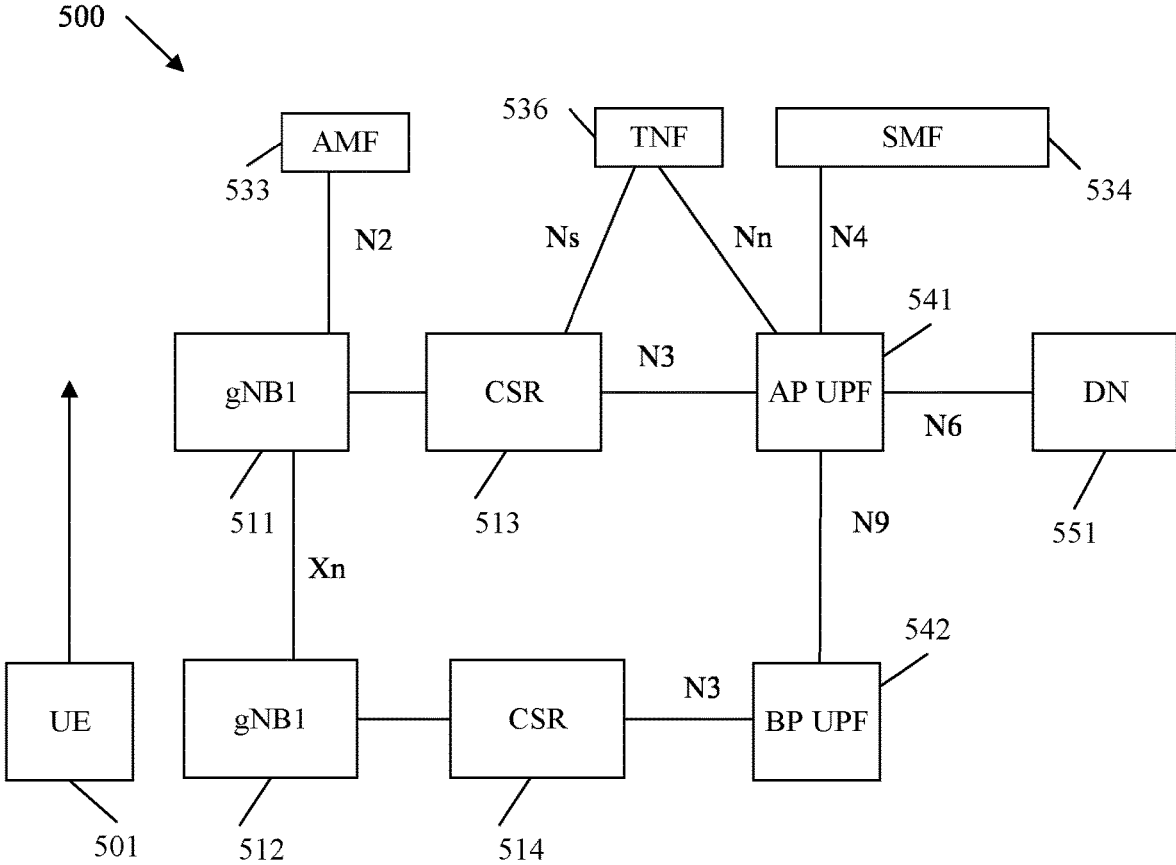 500
536
AMF
TNF
SMF
533
534
N2
Ns
Nn
N4
541
N3
gNB1
CSR
AP UPF
DN
N6
511
513
551
N9
Xn
542
N3
UE
gNB1
CSR
BP UPF
501
512
514